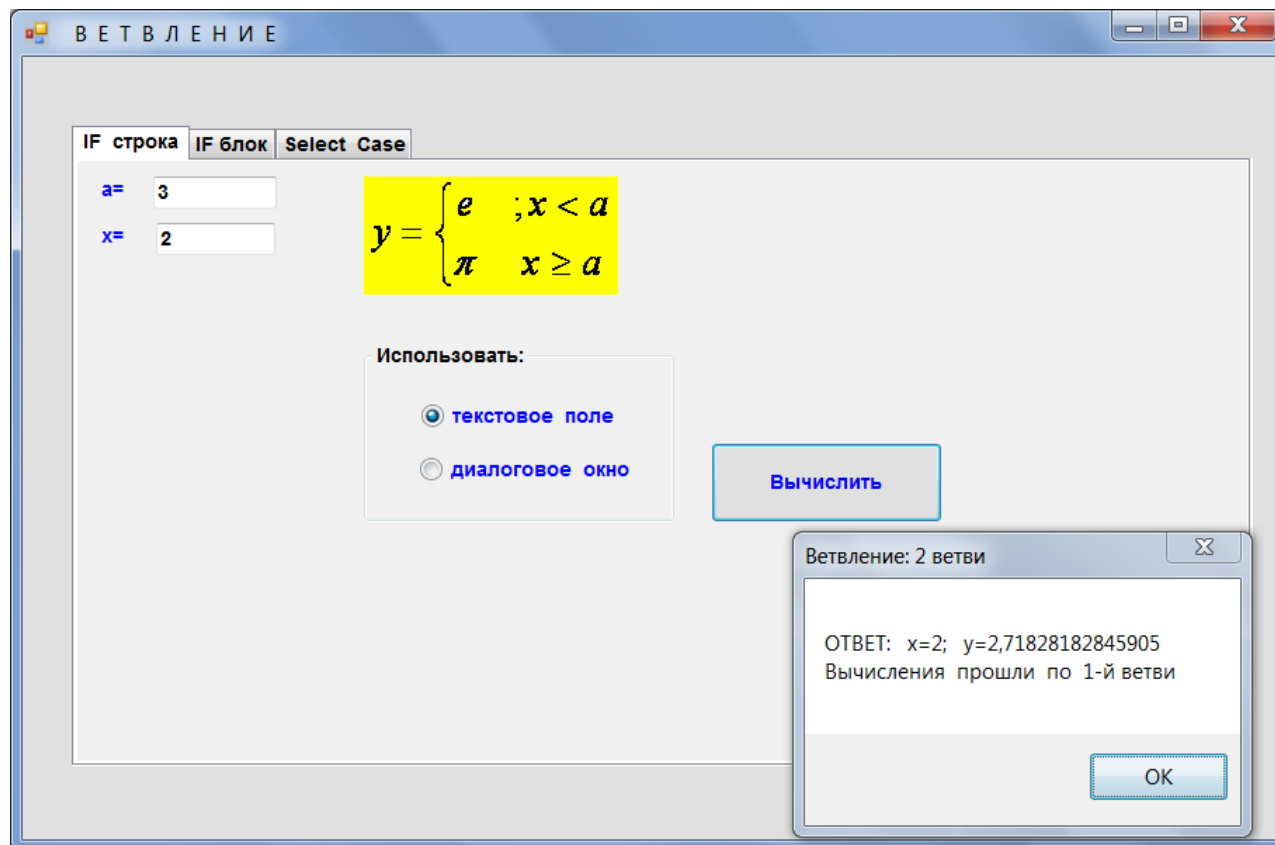 В Е Т В Л Е Н И Е
IF строка IF блок Select Case
a= 3
x= 2
y = { e ; x < a
π x ≥ a
Использовать:
текстовое поле
диалоговое окно
Вычислить
Ветвление: 2 ветви
ОТВЕТ: x=2; y=2,71828182845905
Вычисления прошли по 1-й ветви
OK